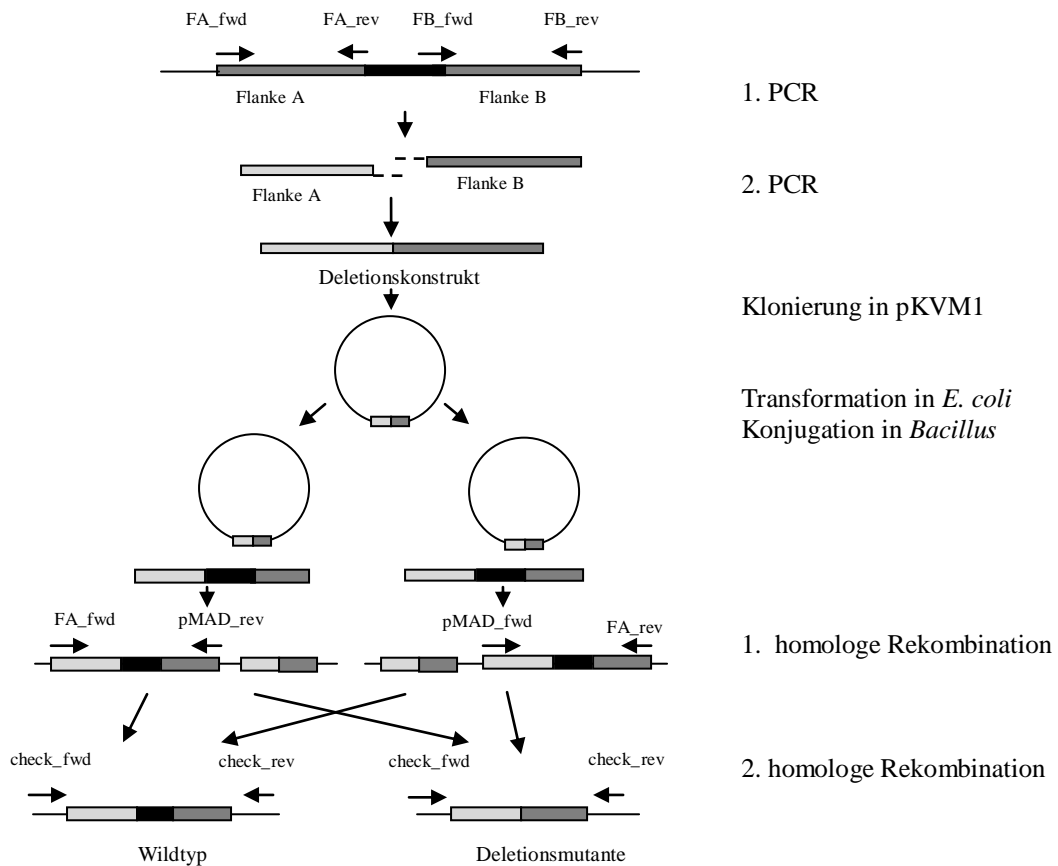 FA_fwd
FA_rev
FB_fwd
FB_rev
Flanke A
Flanke B
1. PCR
Flanke A
Flanke B
2. PCR
Deletionskonstrukt
Klonierung in pKVM1
Transformation in E. coli
Konjugation in Bacillus
FA_fwd
pMAD_rev
pMAD_fwd
FA_rev
1. homologe Rekombination
check_fwd
check_rev
check_fwd
check_rev
2. homologe Rekombination
Wildtyp
Deletionsmutante